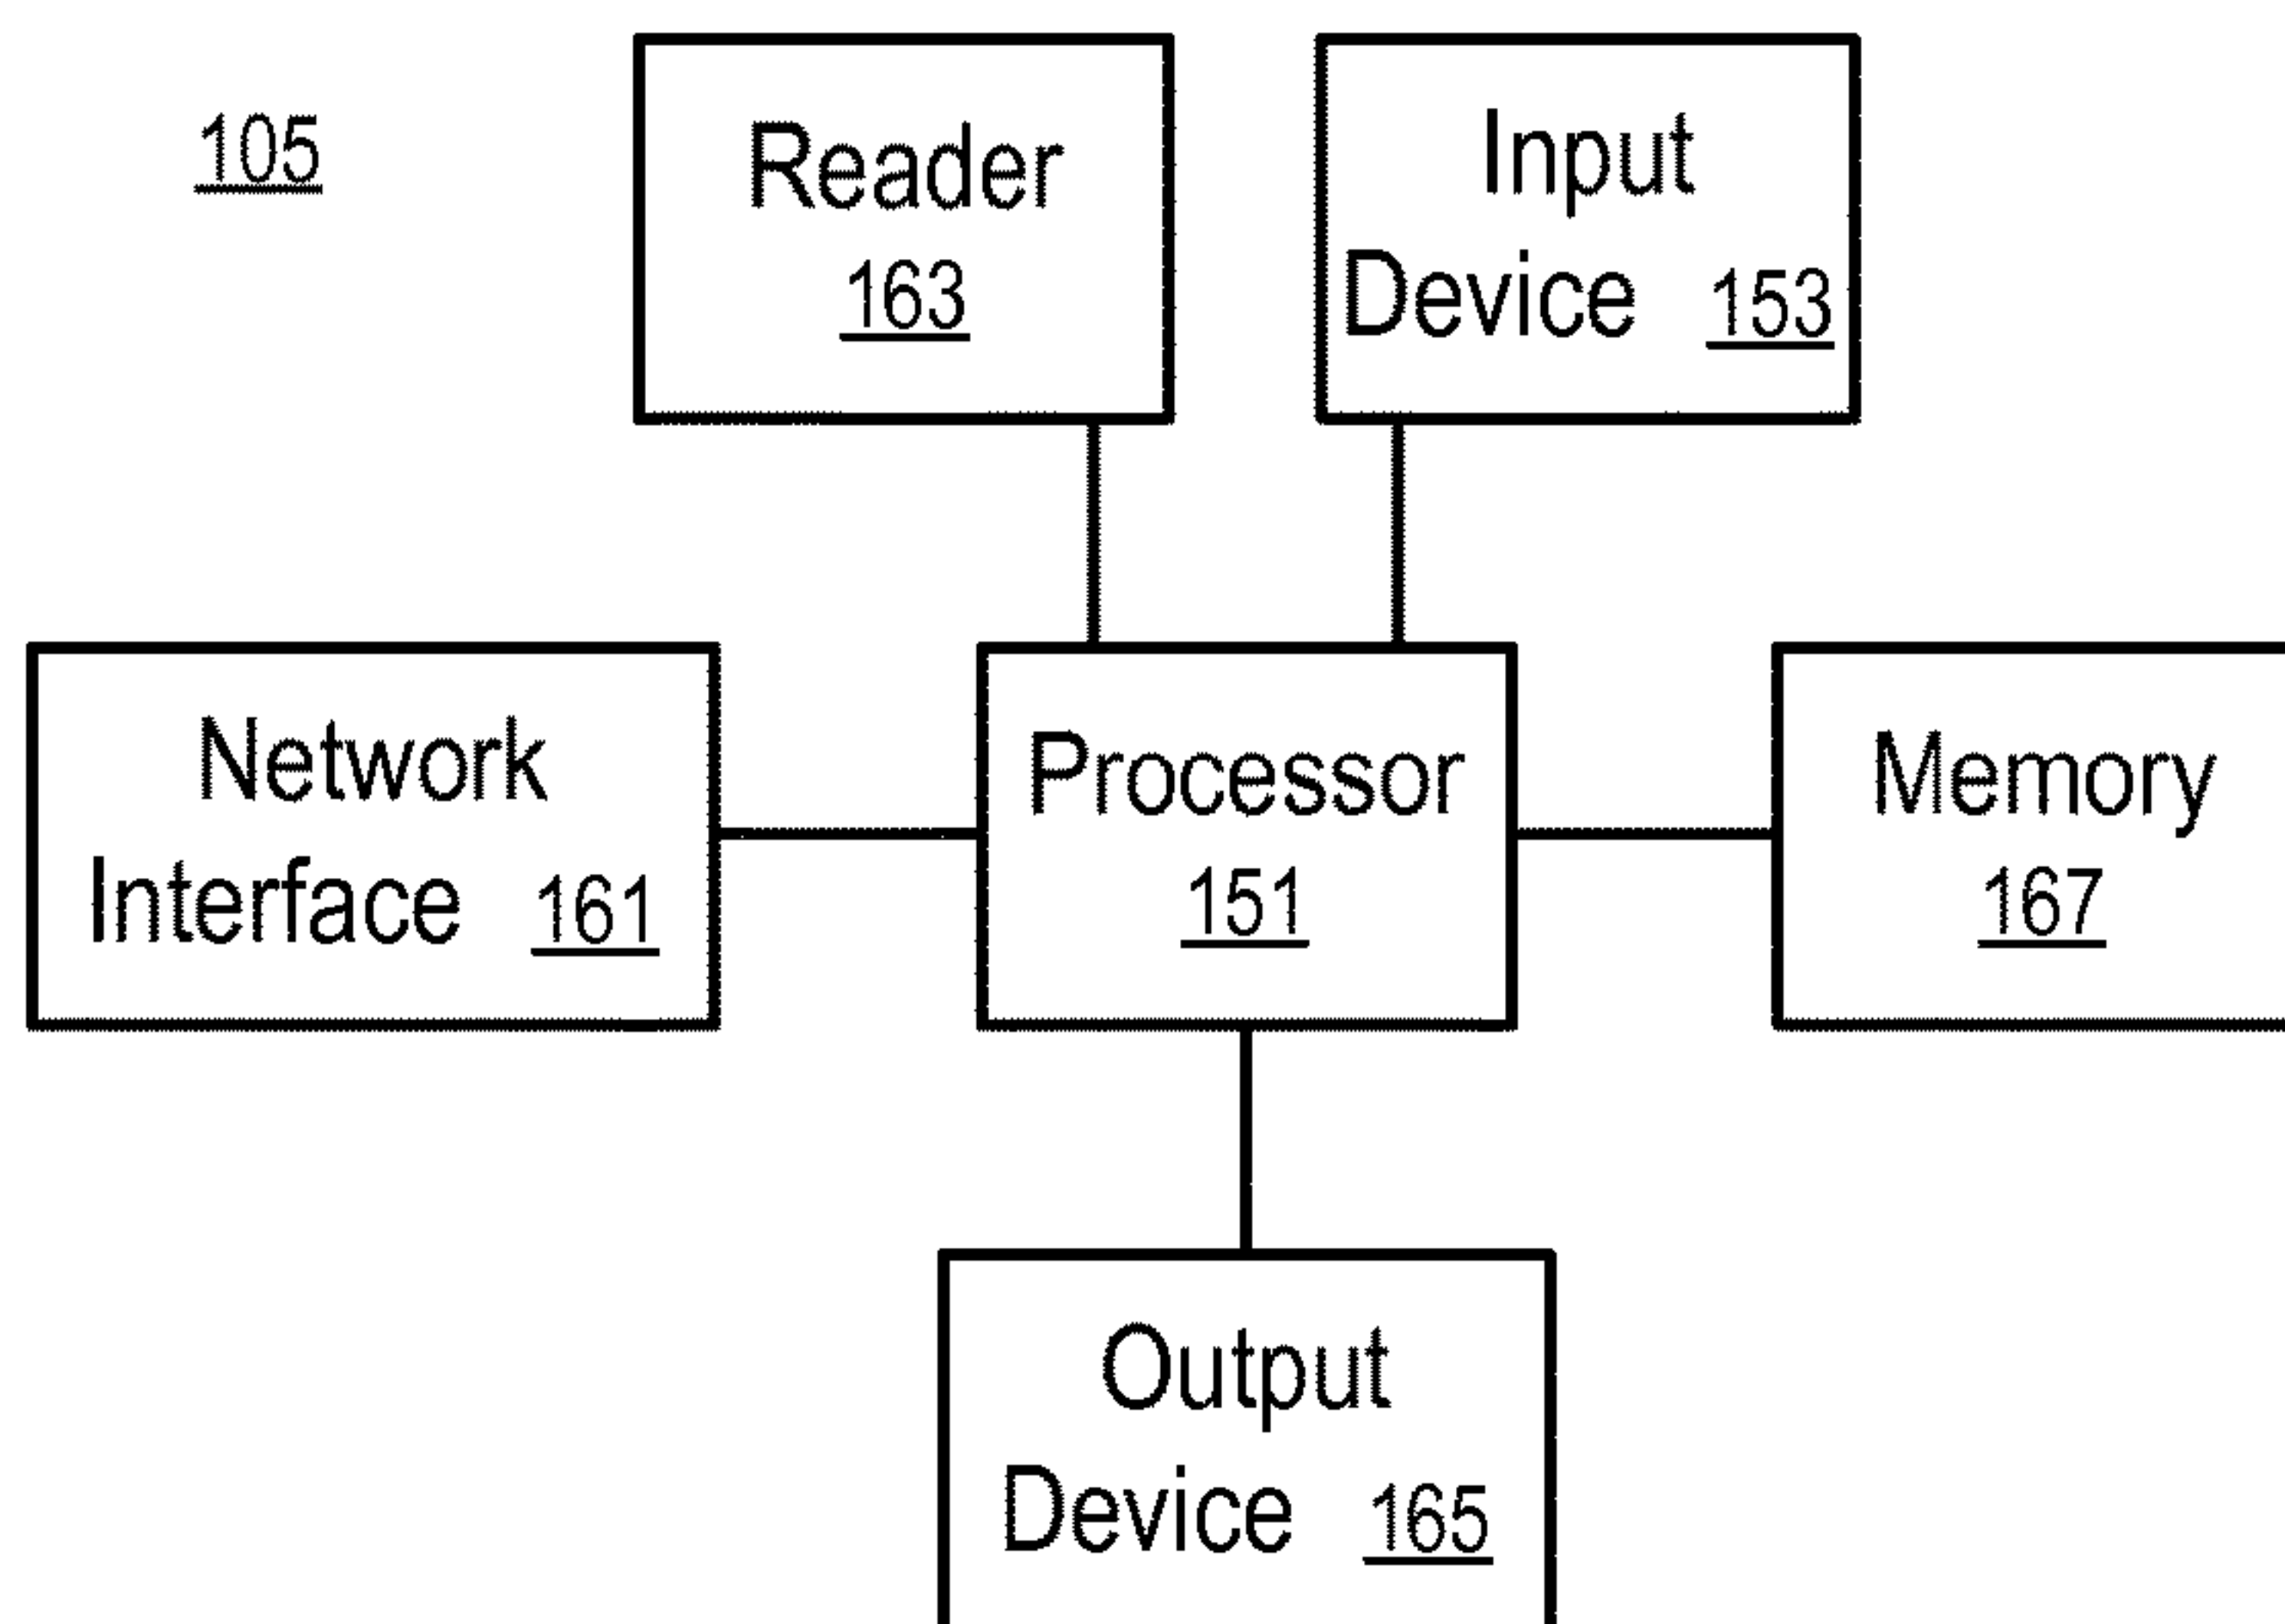 105
Reader
163
Input
Device 153
Network
Interface 161
Processor
151
Memory
167
Output
Device 165